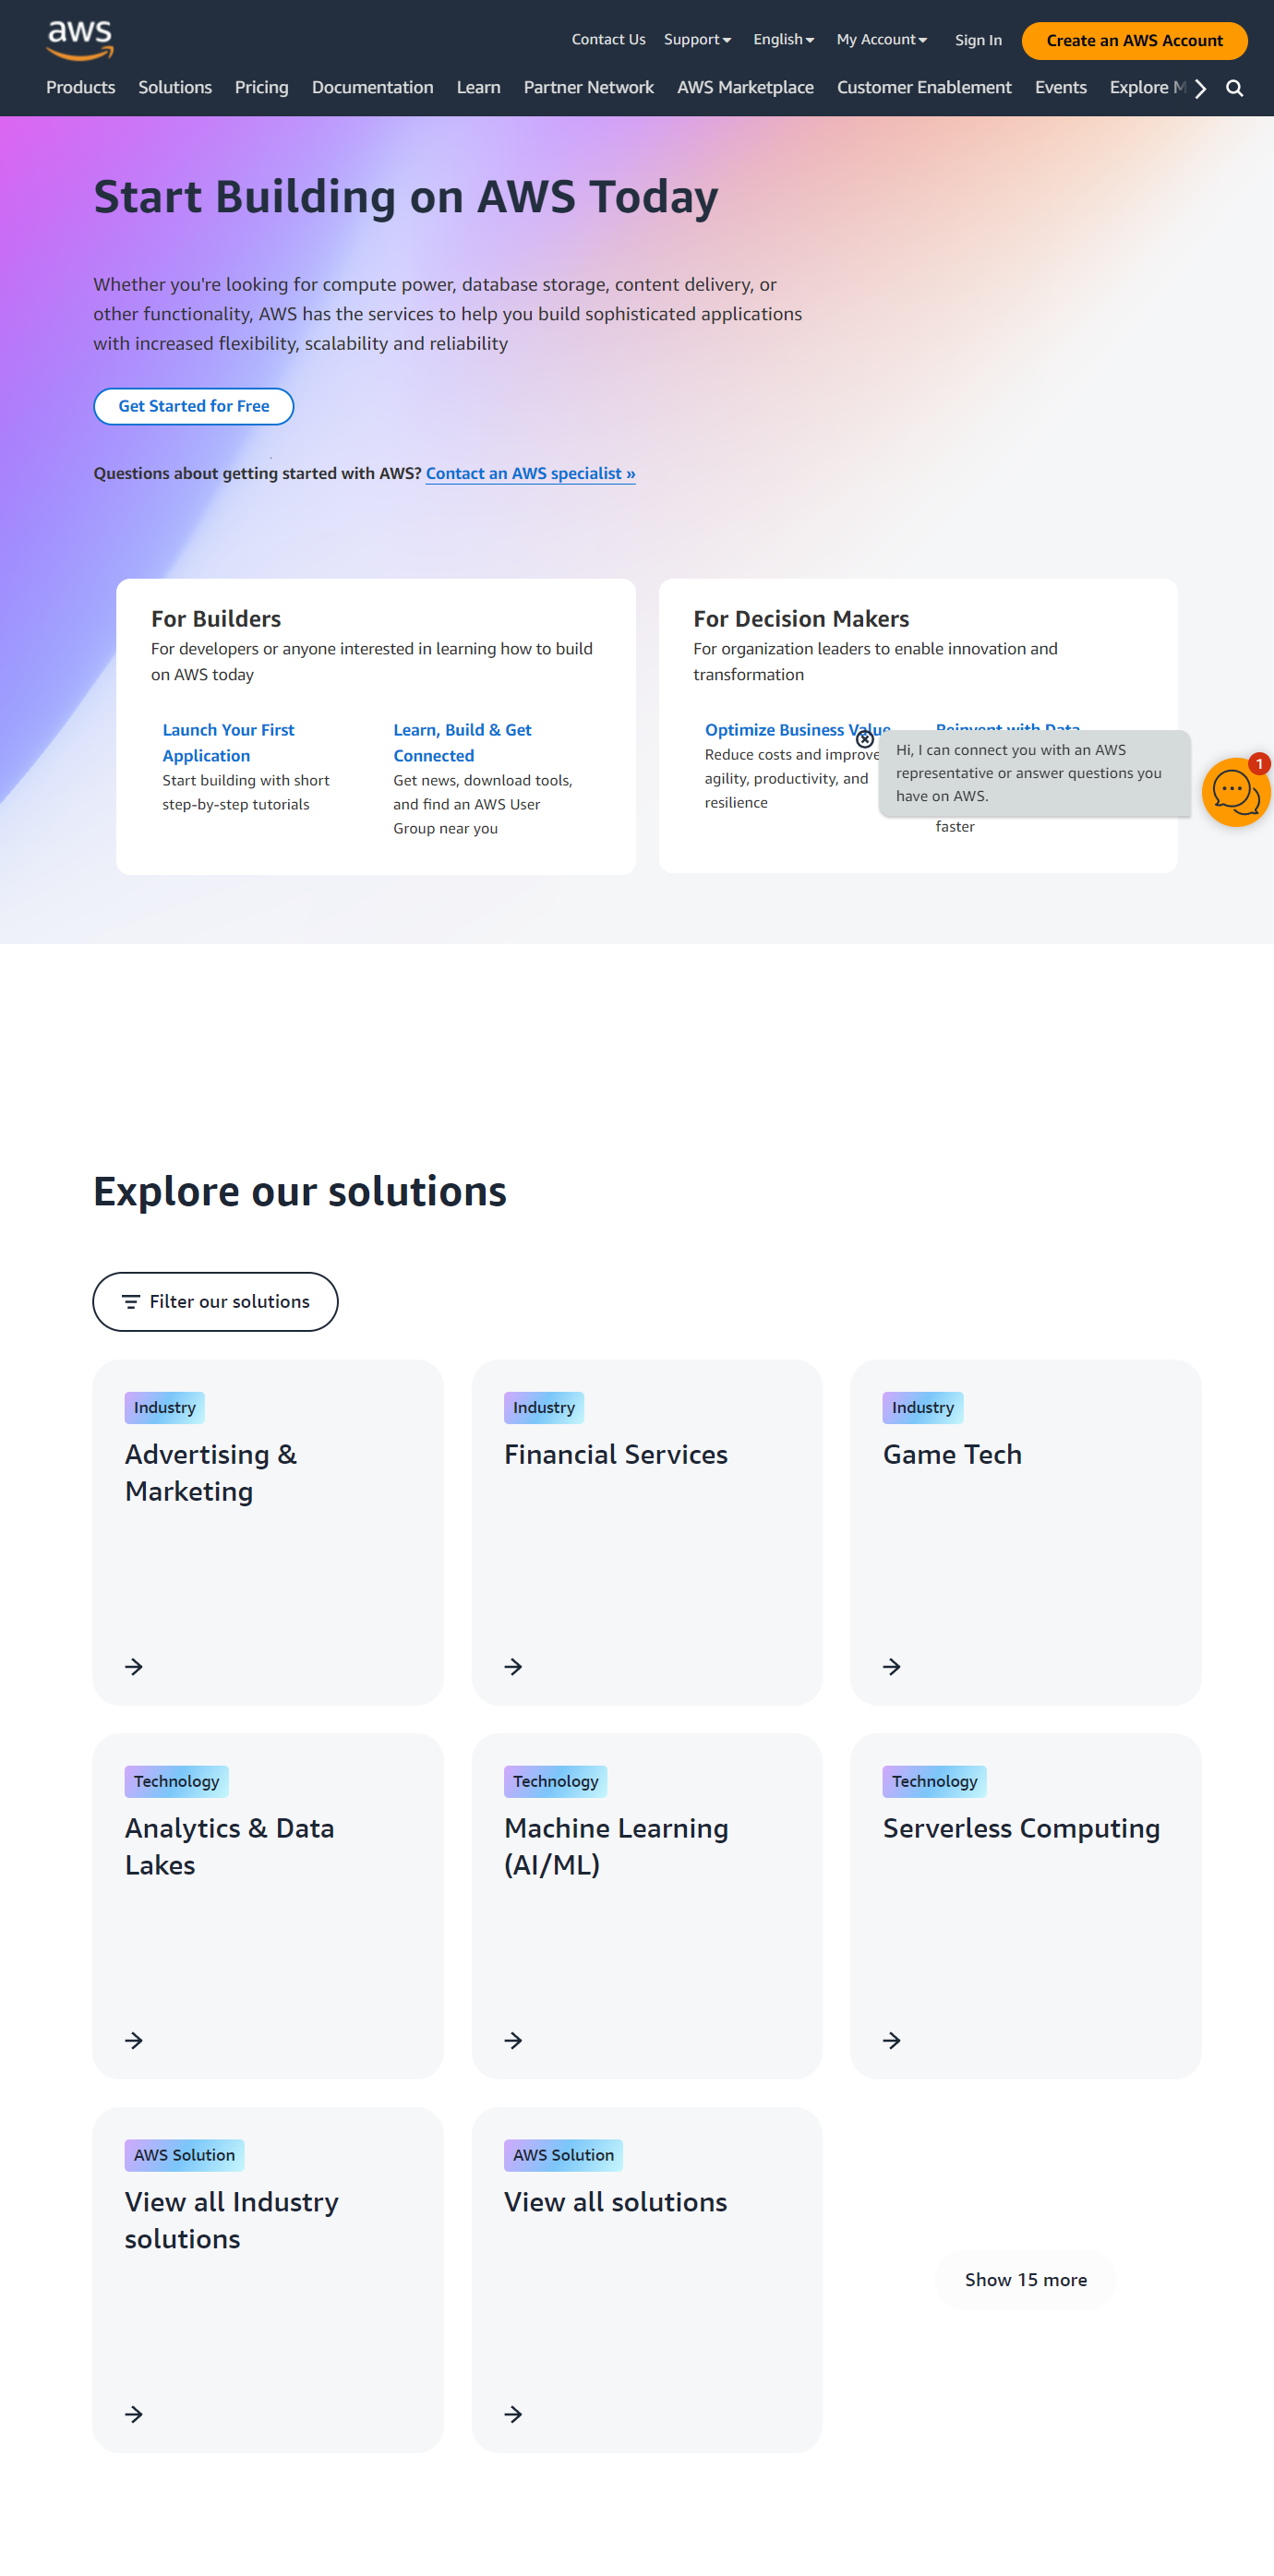 aws
Contact Us Support English My Account Sign In Create an AWS Account
Products Solutions Pricing Documentation Learn Partner Network AWS Marketplace Customer Enablement Events Explore M
Start Building on AWS Today
Whether you're looking for compute power, database storage, content delivery, or
other functionality, AWS has the services to help you build sophisticated applications
with increased flexibility, scalability and reliability
Get Started for Free
Questions about getting started with AWS? Contact an AWS specialist »
For Builders
For developers or anyone interested in learning how to build
on AWS today
Launch Your First
Application
Start building with short
step-by-step tutorials
Learn, Build & Get
Connected
Get news, download tools,
and find an AWS User
Group near you
For Decision Makers
For organization leaders to enable innovation and
transformation
Optimize Business Value
Reduce costs and improve
agility, productivity, and
resilience
Reinvent with Data
faster
Hi, I can connect you with an AWS
representative or answer questions you
have on AWS.
1
Explore our solutions
Filter our solutions
Industry
Advertising &
Marketing
Industry
Financial Services
Industry
Game Tech
Technology
Analytics & Data
Lakes
Technology
Machine Learning
(AI/ML)
Technology
Serverless Computing
AWS Solution
View all Industry
solutions
AWS Solution
View all solutions
Show 15 more